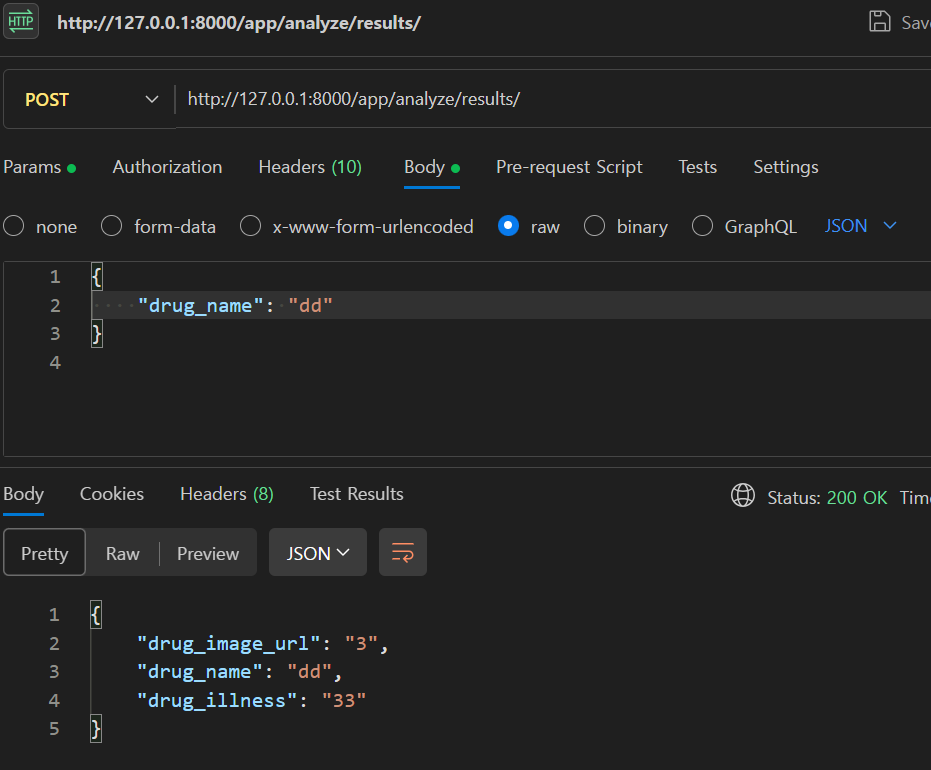 HTTP http://127.0.0.1:8000/app/analyze/results/ Sav
POST http://127.0.0.1:8000/app/analyze/results/
Params Authorization Headers (10) Body Pre-request Script Tests Settings
none form-data x-www-form-urlencoded raw binary GraphQL JSON
1 {
2 "drug_name": "dd"
3 }
4
Body Cookies Headers (8) Test Results Status: 200 OK Tim
Pretty Raw Preview JSON
1 {
2 "drug_image_url": "3",
3 "drug_name": "dd",
4 "drug_illness": "33"
5 }